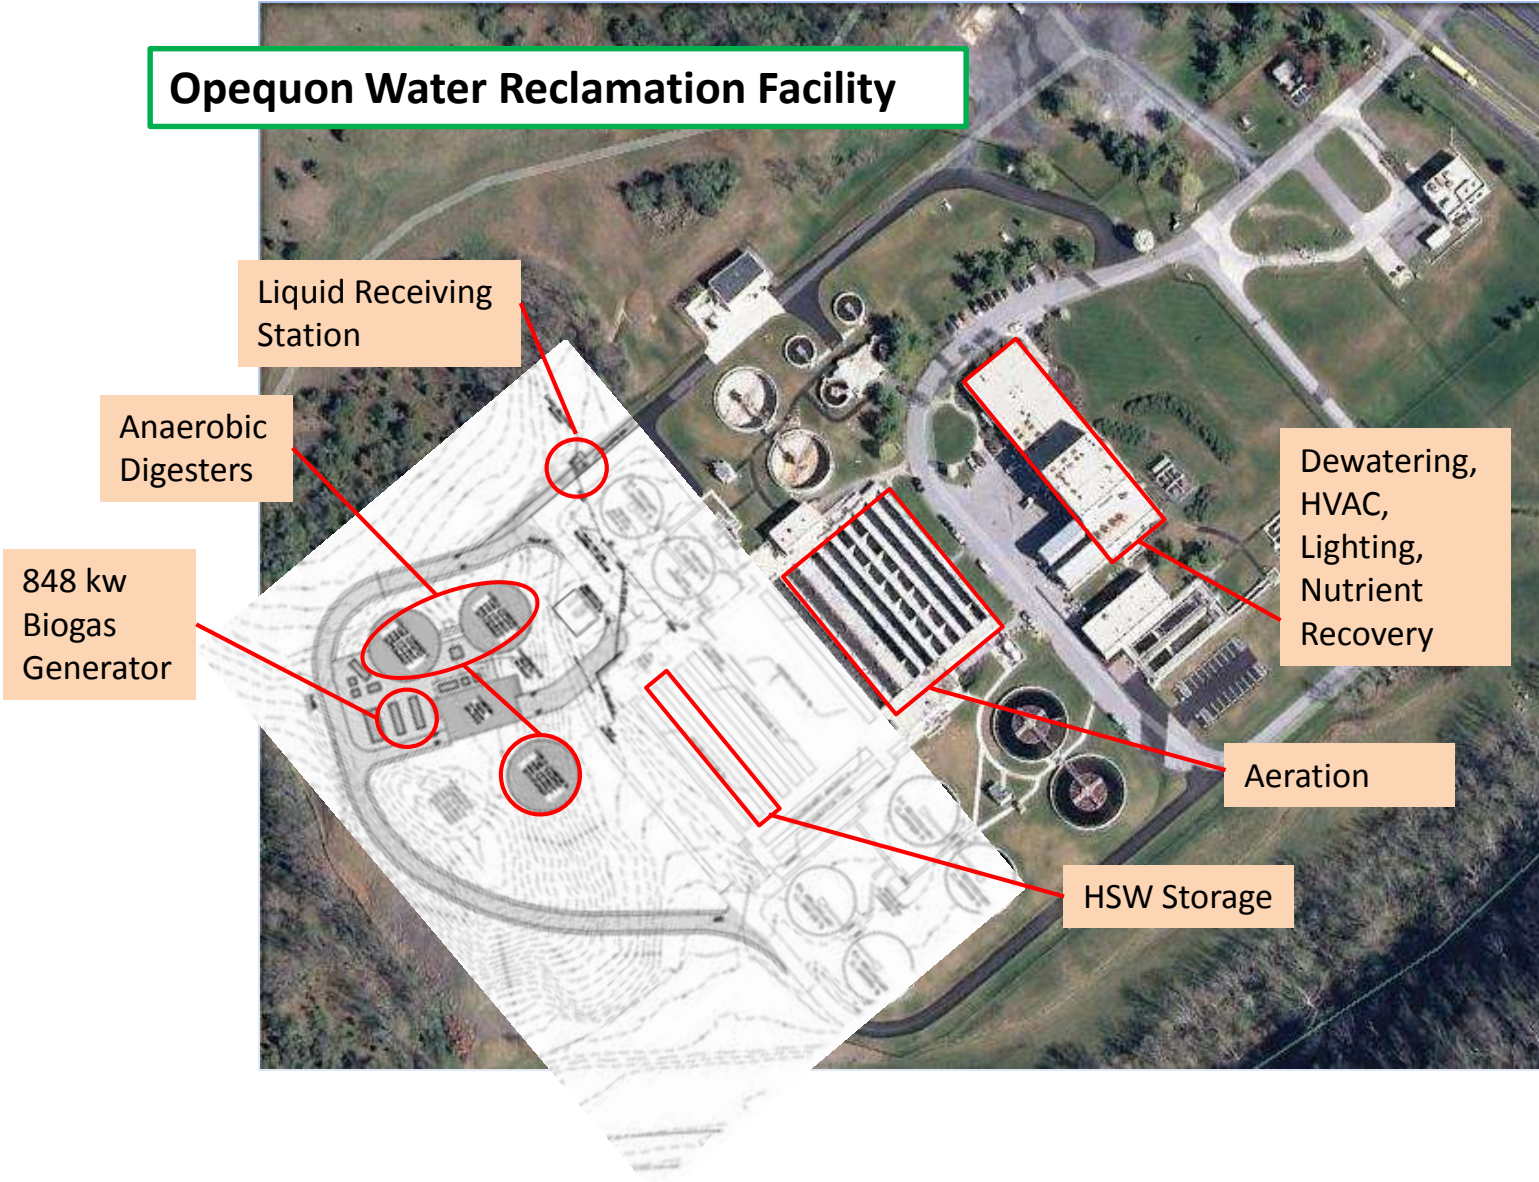 Opequon Water Reclamation Facility
Liquid Receiving
Station
Anaerobic
Digesters
848 kw
Biogas
Generator
Dewatering,
HVAC,
Lighting,
Nutrient
Recovery
Aeration
HSW Storage